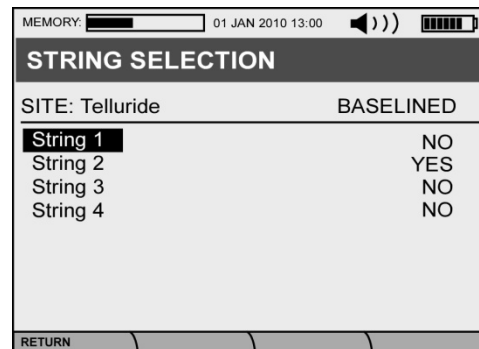 MEMORY: 01 JAN 2010 13:00
STRING SELECTION
SITE: Telluride BASELINED
String 1 NO
String 2 YES
String 3 NO
String 4 NO
RETURN